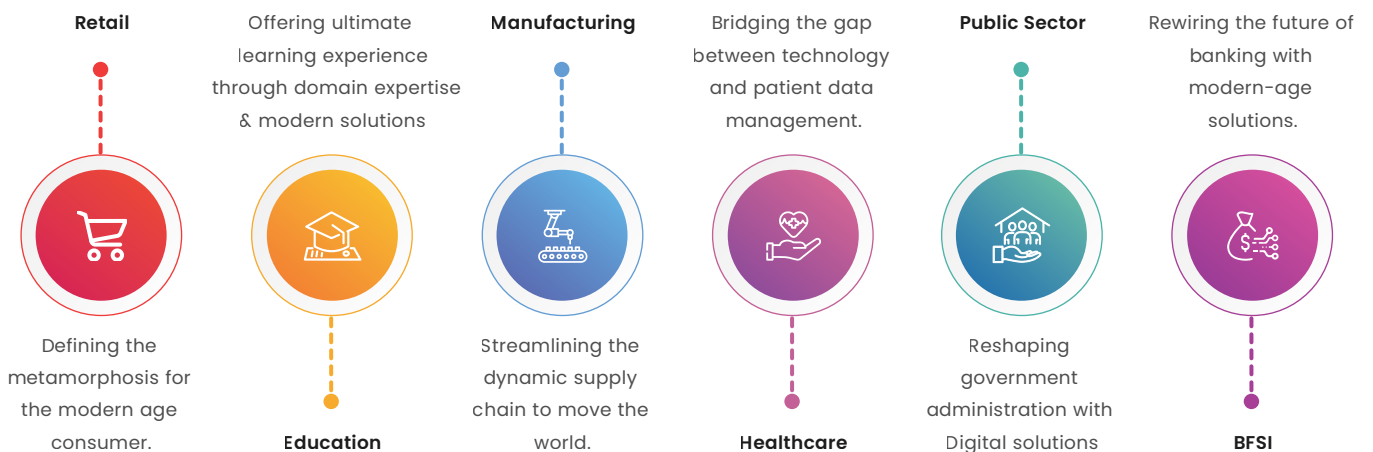 Retail
Defining the
metamorphosis for
the modern age
consumer.
Offering ultimate
learning experience
through domain expertise
& modern solutions
Education
Manufacturing
Streamlining the
dynamic supply
chain to move the
world.
Bridging the gap
between technology
and patient data
management.
Healthcare
Public Sector
Reshaping
government
administration with
Digital solutions
Rewiring the future of
banking with
modern-age
solutions.
BFSI
$